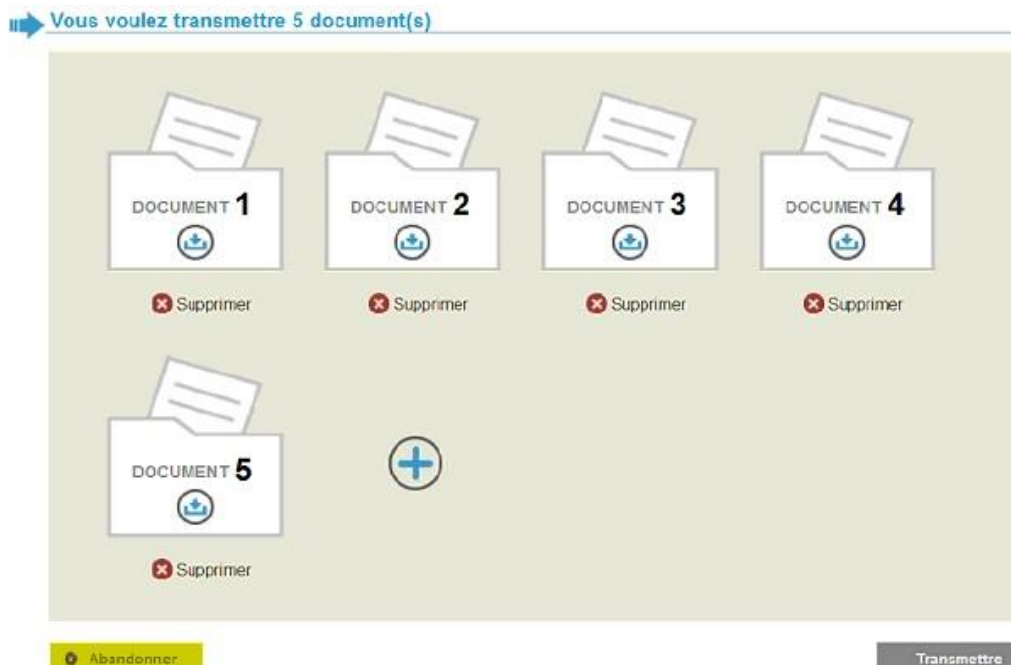 Vous voulez transmettre 5 document(s)
DOCUMENT 1 DOCUMENT 2 DOCUMENT 3 DOCUMENT 4
Supprimer Supprimer Supprimer Supprimer
DOCUMENT 5
Supprimer
Abandonner Transmettre